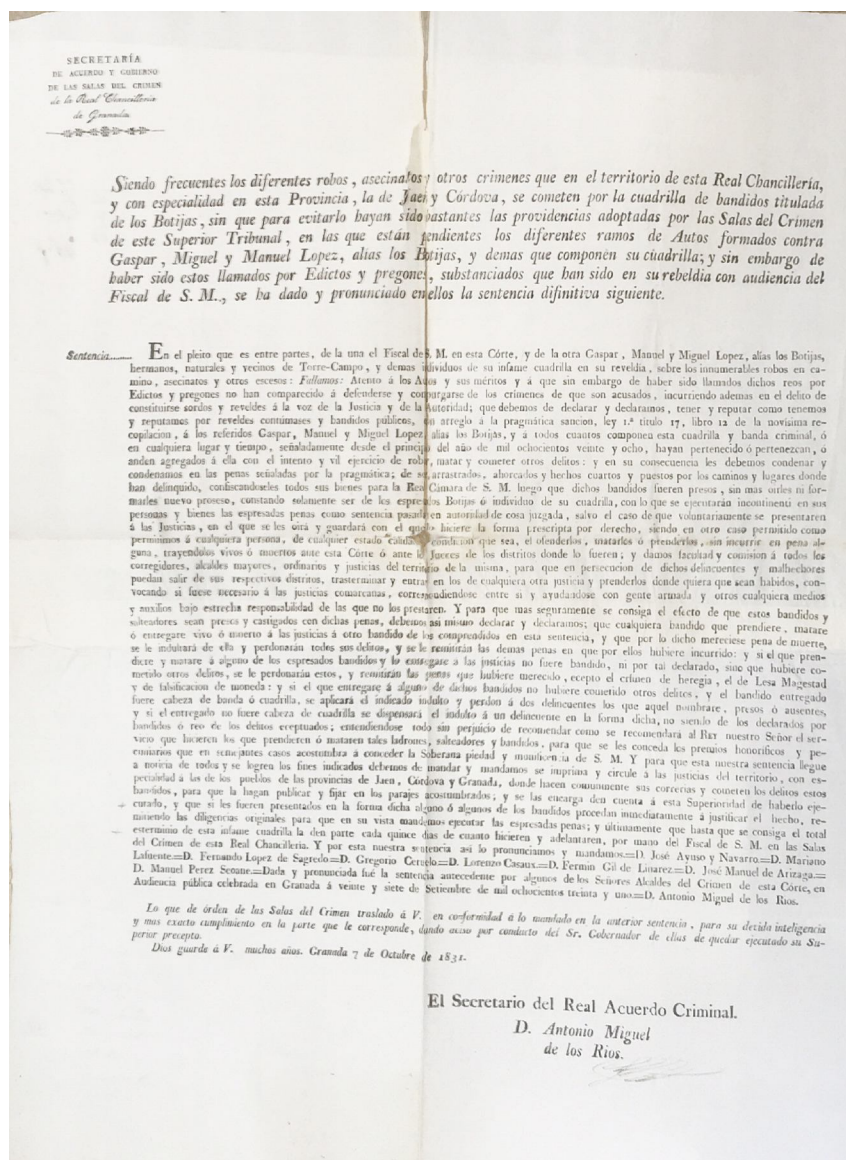 SECRETARÍA
DE ACUERDO Y GOBIERNO
DE LAS SALAS DEL CRIMEN
de la Real Chancillería
de Granada
Siendo frecuentes los diferentes robos, asecinatos y otros crímenes que en el territorio de esta Real Chancillería,
y con especialidad en esta Provincia, la de Jaen y Córdova, se cometen por la cuadrilla de bandidos titulada
de los Botijas, sin que para evitarlo hayan sido bastantes las providencias adoptadas por las Salas del Crimen
de este Superior Tribunal, en las que están pendientes los diferentes ramos de Autos formados contra
Gaspar, Miguel y Manuel Lopez, alias los Botijas, y demas que componen su cuadrilla; y sin embargo de
haber sido estos llamados por Edictos y pregones, substanciados que han sido en su rebeldia con audiencia del
Fiscal de S. M., se ha dado y pronunciado en ellos la sentencia difinitiva siguiente.
Sentencia........ En el pleito que es entre partes, de la una el Fiscal de S. M. en esta Córte, y de la otra Gaspar, Manuel y Miguel Lopez, alías los Botijas,
hermanos, naturales y vecinos de Torre-Campo, y demas individuos de su infame cuadrilla en su reveldia, sobre los innumerables robos en ca-
mino, asecinatos y otros escesos: Fallamos: Atento á los Autos y sus méritos y á que sin embargo de haber sido llamados dichos reos por
Edictos y pregones no han comparecido á defenderse y compurgarse de los crímenes de que son acusados, incurriendo ademas en el delito de
constituirse sordos y reveldes á la voz de la Justicia y de la Autoridad; que debemos de declarar y declaramos, tener y reputar como tenemos
y reputamos por reveldes contúmases y bandidos públicos, con arreglo á la pragmática sancion, ley 1.ª titulo 17, libro 12 de la novísima re-
copilacion, á los referidos Gaspar, Manuel y Miguel Lopez, alias los Botijas, y á todos cuantos componen esta cuadrilla y banda criminal, ó
en cualquiera lugar y tiempo, señaladamente desde el principio del año de mil ochocientos veinte y ocho, hayan pertenecido ó pertenezcan, ó
anden agregados á ella con el intento y vil ejercicio de robar, matar y cometer otros delitos: y en su consecuencia les debemos condenar y
condenamos en las penas señaladas por la pragmática; de ser arrastrados, ahorcados y hechos cuartos y puestos por los caminos y lugares donde
han delinquido, confiscandoseles todos sus bienes para la Real Cámara de S. M. luego que dichos bandidos fueren presos, sin mas oirles ni for-
marles nuevo proseso, constando solamente ser de los espresados Botijas ó individuo de su cuadrilla, con lo que se ejecutarán incontinenti en sus
personas y bienes las espresadas penas como sentencia pasada en autoridad de cosa juzgada, salvo el caso de que voluntariamente se presentaren
á las Justicias, en el que se les oirá y guardará con el que lo hiciere la forma prescripta por derecho, siendo en otro caso permitido como
permitimos á cualquiera persona, de cualquier estado calidad condicion que sea, el ofenderlos, matarlos ó prenderlos, sin incurrir en pena al-
guna, trayendolos vivos ó muertos ante esta Córte ó ante los Jueces de los distritos donde lo fueren; y damos facultad y comision á todos los
corregidores, alcaldes mayores, ordinarios y justicias del territorio de la misma, para que en persecucion de dichos delincuentes y malhechores
puedan salir de sus respectivos distritos, trasterminar y entrar en los de cualquiera otra justicia y prenderlos donde quiera que sean habidos, con-
vocando si fuese necesario á las justicias comarcanas, correspondiendose entre si y ayudandose con gente armada y otros cualquiera medios
y auxilios bajo estrecha responsabilidad de las que no los prestaren. Y para que mas seguramente se consiga el efecto de que estos bandidos y
salteadores sean presos y castigados con dichas penas, debemos asi mismo declarar y declaramos; que cualquiera bandido que prendiere, matare
ó entregare vivo ó muerto á las justicias á otro bandido de los comprendidos en esta sentencia, y que por lo dicho mereciese pena de muerte,
se le indultará de ella y perdonarán todos sus delitos, y se le remitirán las demas penas en que por ellos hubiere incurrido: y si el que pren-
diere y matare á alguno de los espresados bandidos y lo entregare a las justicias no fuere bandido, ni por tal declarado, sino que hubiere co-
metido otros delitos, se le perdonarán estos, y remitirán las penas que hubiere merecido, ecepto el crímen de heregia, el de Lesa Magestad
y de falsificacion de moneda: y si el que entregare á alguno de dichos bandidos no hubiere cometido otros delitos, y el bandido entregado
fuere cabeza de banda ó cuadrilla, se aplicará el indicado indulto y perdon á dos delincuentes los que aquel nombrare, presos ó ausentes,
y si el entregado no fuere cabeza de cuadrilla se dispensará el indulto á un delincuente en la forma dicha, no siendo de los declarados por
bandidos ó reo de los delitos eceptuados; entendiendose todo sin perjuicio de recomendar como se recomendará al REY nuestro Señor el ser-
vicio que hacieren los que prendieren ó mataren tales ladrones, salteadores y bandidos, para que se les conceda les premios honoríficos y pe-
cuniarios que en semejantes casos acostumbra á conceder la Soberana piedad y munificencia de S. M. Y para que esta nuestra sentencia llegue
a noticia de todos y se logren los fines indicados debemos de mandar y mandamos se imprima y circule á las justicias del territorio, con es-
pecialidad á las de los pueblos de las provincias de Jaen, Córdova y Granada, donde hacen comunmente sus correrias y cometen los delitos estos
bandidos, para que la hagan publicar y fijar en los parajes acostumbrados; y se las encarga den cuenta á esta Superioridad de haberlo eje-
cutado, y que si les fueren presentados en la forma dicha alguno ó algunos de los bandidos procedan inmediatamente á justificar el hecho, re-
mitiendo las diligencias originales para que en su vista mandemos ejecutar las espresadas penas; y últimamente que hasta que se consiga el total
esterminio de esta infame cuadrilla la den parte cada quince dias de cuanto hicieren y adelantaren, por mano del Fiscal de S. M. en las Salas
del Crimen de esta Real Chancilleria. Y por esta nuestra sentencia asi lo pronunciamos y mandamos.=D. José Ayuso y Navarro.=D. Mariano
Lafuente.=D. Fernando Lopez de Sagredo.=D. Gregorio Ceruelo.=D. Lorenzo Casaux.=D. Fermin Gil de Linarez.=D. José Manuel de Arizaga.=
D. Manuel Perez Seoane.=Dada y pronunciada fué la sentencia antecedente por algunos de los Señores Alcaldes del Crimen de esta Córte, en
Audiencia pública celebrada en Granada á veinte y siete de Setiembre de mil ochocientos treinta y uno.=D. Antonio Miguel de los Rios.
Lo que de órden de las Salas del Crimen traslado á V. en conformidad á lo mandado en la anterior sentencia, para su devida inteligencia
y mas exacto cumplimiento en la parte que le corresponde, dando aviso por conducto del Sr. Gobernador de ellas de quedar ejecutado su Su-
perior precepto.
Dios guarde á V. muchos años. Granada 7 de Octubre de 1831.
El Secretario del Real Acuerdo Criminal.
D. Antonio Miguel
de los Rios.